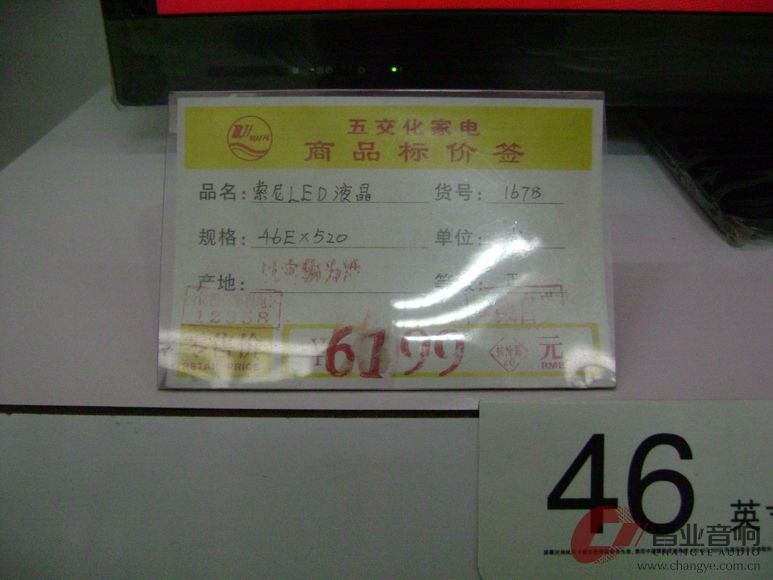 五交化家电
商品标价签
品名: 索尼LED液晶 货号: 1678
规格: 46E×520 单位:
产地:
12358
零售价 ¥6199 元
RETAIL PRICE RMB
46 英寸
昌业音响
CHANGYE AUDIO
www.changye.com.cn